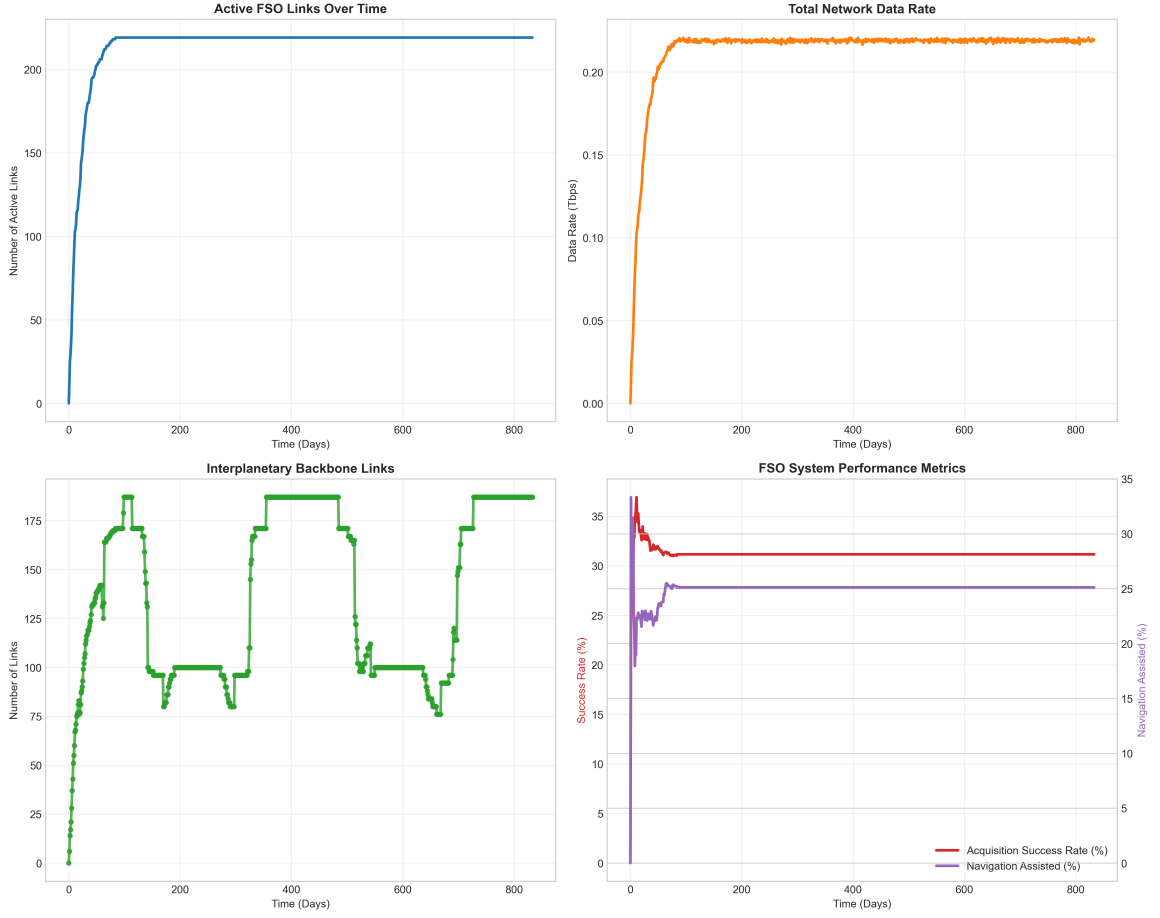 Active FSO Links Over Time
200
150
100
50
0
Number of Active Links
0 200 400 600 800
Time (Days)
Total Network Data Rate
0.20
0.15
0.10
0.05
0.00
Data Rate (Tbps)
0 200 400 600 800
Time (Days)
Interplanetary Backbone Links
175
150
125
100
75
50
25
0
Number of Links
0 200 400 600 800
Time (Days)
FSO System Performance Metrics
35
30
25
20
15
10
5
0
Success Rate (%)
35
30
25
20
15
10
5
0
Navigation Assisted (%)
Acquisition Success Rate (%)
Navigation Assisted (%)
0 200 400 600 800
Time (Days)